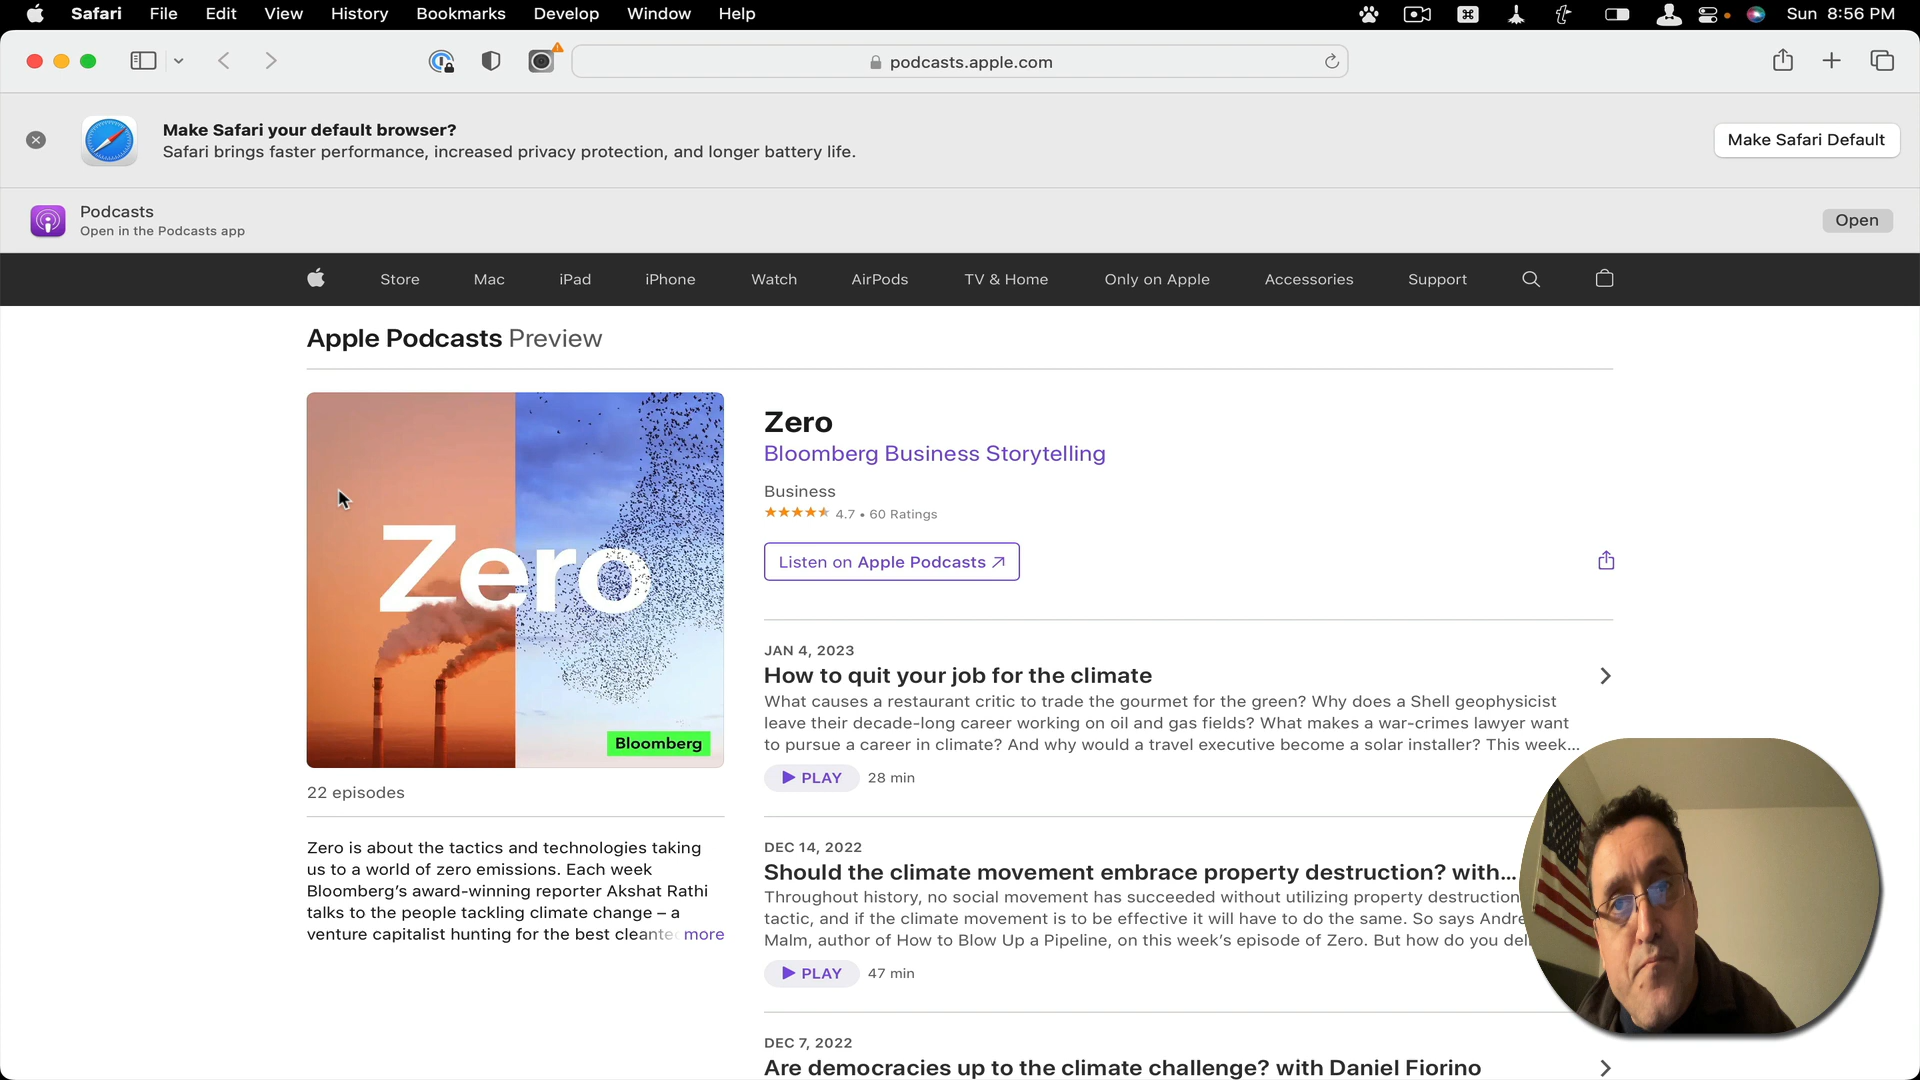 Safari File Edit View History Bookmarks Develop Window Help Sun 8:56 PM
podcasts.apple.com
Make Safari your default browser?
Safari brings faster performance, increased privacy protection, and longer battery life.
Make Safari Default
Podcasts
Open in the Podcasts app
Open
Store Mac iPad iPhone Watch AirPods TV & Home Only on Apple Accessories Support
Apple Podcasts Preview
Zero
Bloomberg
22 episodes
Zero is about the tactics and technologies taking
us to a world of zero emissions. Each week
Bloomberg’s award-winning reporter Akshat Rathi
talks to the people tackling climate change – a
venture capitalist hunting for the best cleante more
Zero
Bloomberg Business Storytelling
Business
4.7 • 60 Ratings
Listen on Apple Podcasts
JAN 4, 2023
How to quit your job for the climate
What causes a restaurant critic to trade the gourmet for the green? Why does a Shell geophysicist
leave their decade-long career working on oil and gas fields? What makes a war-crimes lawyer want
to pursue a career in climate? And why would a travel executive become a solar installer? This week...
PLAY 28 min
DEC 14, 2022
Should the climate movement embrace property destruction? with...
Throughout history, no social movement has succeeded without utilizing property destruction
tactic, and if the climate movement is to be effective it will have to do the same. So says Andre
Malm, author of How to Blow Up a Pipeline, on this week’s episode of Zero. But how do you
PLAY 47 min
DEC 7, 2022
Are democracies up to the climate challenge? with Daniel Fiorino